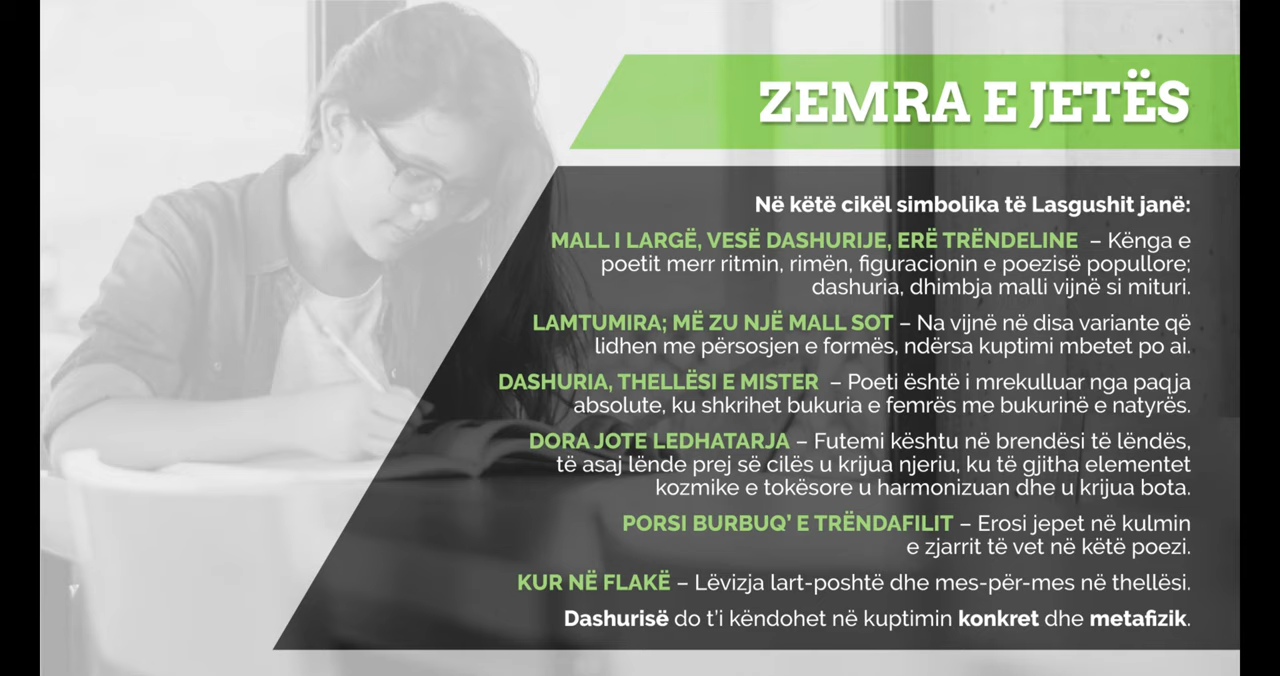 ZEMRA E JETËS
Në këtë cikël simbolika të Lasgushit janë:
MALL I LARGË, VESË DASHURIJE, ERË TRËNDELINE – Kënga e
poetit merr ritmin, rimën, figuracionin e poezisë popullore;
dashuria, dhimbja malli vijnë si mituri.
LAMTUMIRA; MË ZU NJË MALL SOT – Na vijnë në disa variante që
lidhen me përsosjen e formës, ndërsa kuptimi mbetet po ai.
DASHURIA, THELLËSI E MISTER – Poeti është i mrekulluar nga paqja
absolute, ku shkrihet bukuria e femrës me bukurinë e natyrës.
DORA JOTE LEDHATARJA – Futemi kështu në brendësi të lëndës,
të asaj lënde prej së cilës u krijua njeriu, ku të gjitha elementet
kozmike e tokësore u harmonizuan dhe u krijua bota.
PORSI BURBUQ’ E TRËNDAFILIT – Erosi jepet në kulmin
e zjarrit të vet në këtë poezi.
KUR NË FLAKË – Lëvizja lart-poshtë dhe mes-për-mes në thellësi.
Dashurisë do t’i këndohet në kuptimin konkret dhe metafizik.